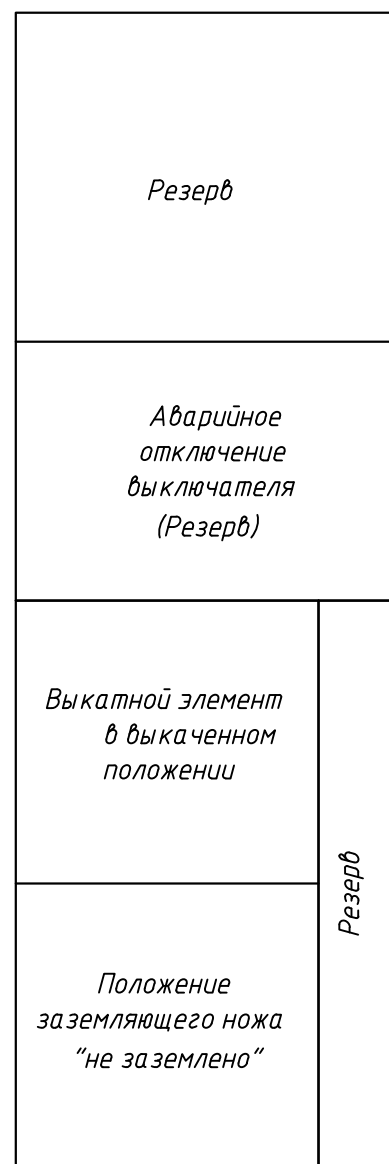 Резерв
Аварийное
отключение
выключателя
(Резерв)
Выкатной элемент
в выкаченном
положении
Резерв
Положение
заземляющего ножа
"не заземлено"